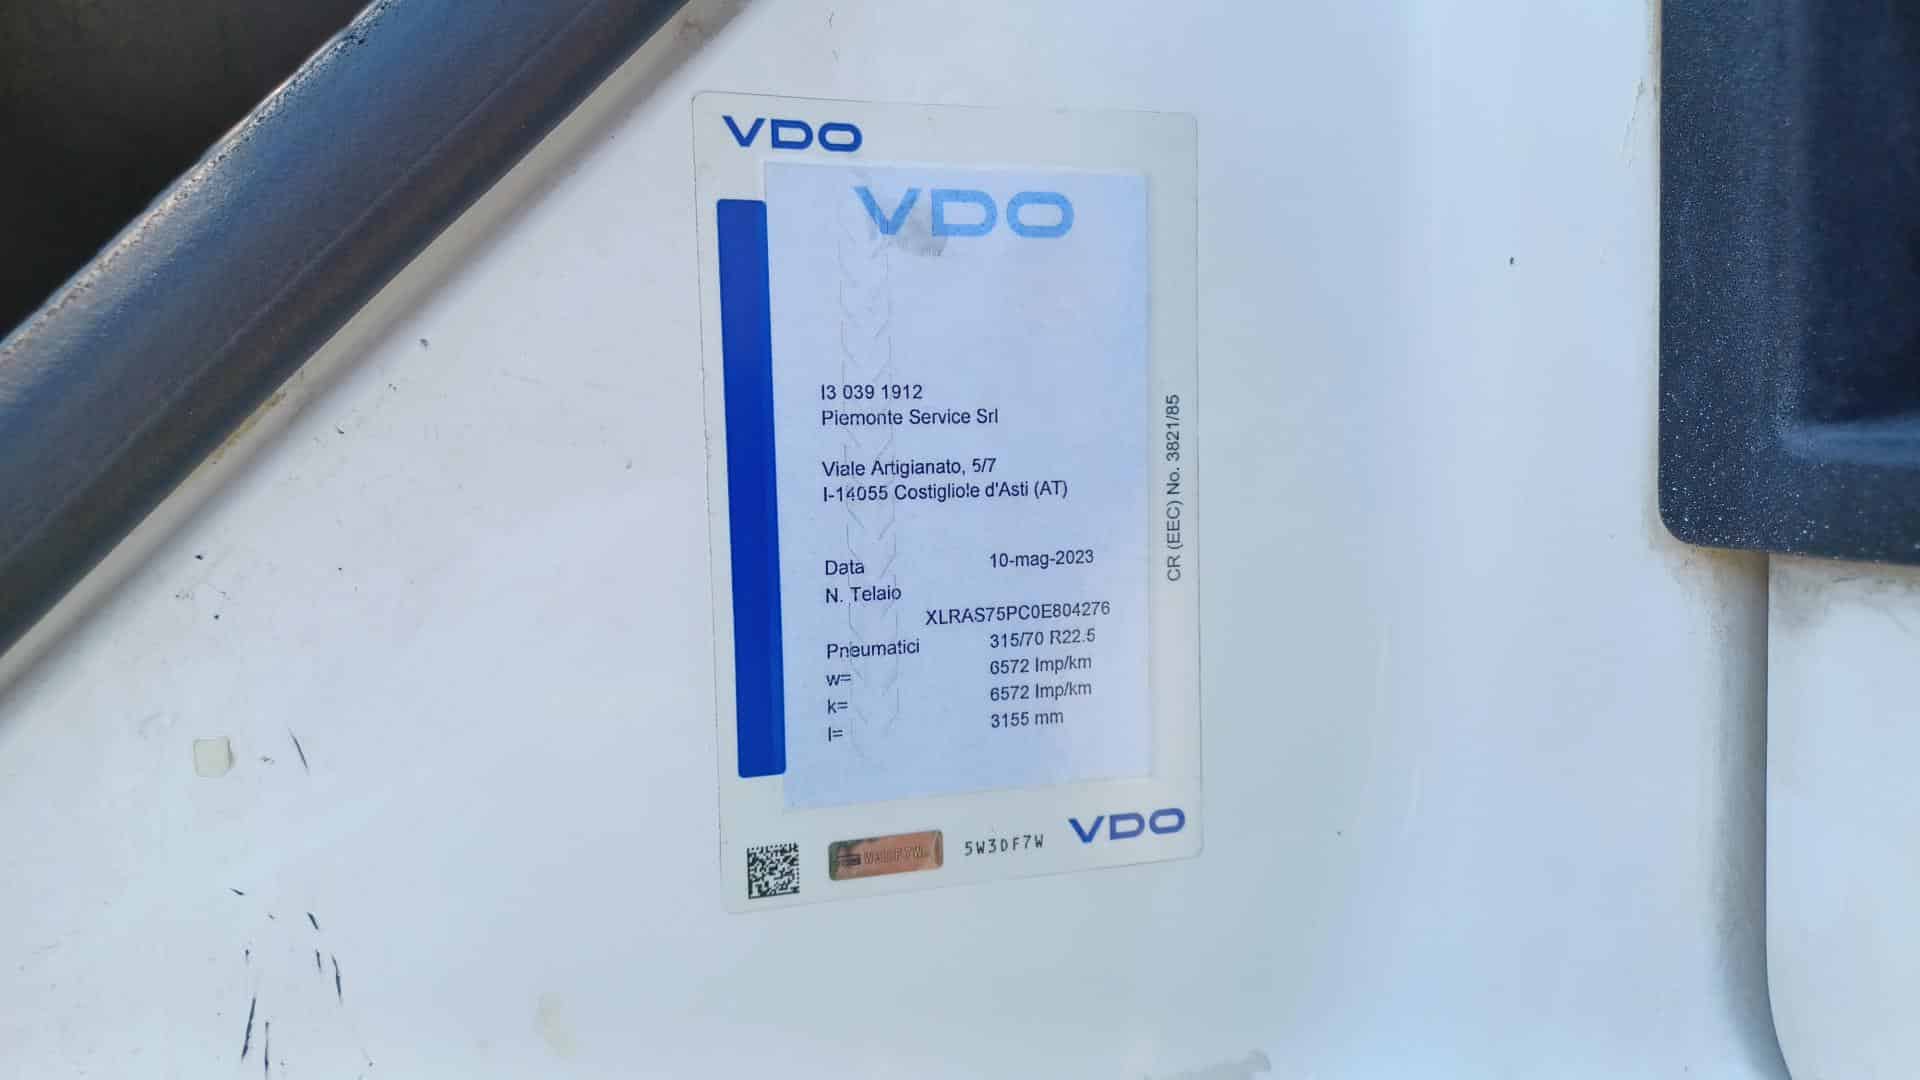 VDO
VDO
I3 039 1912
Piemonte Service Srl
Viale Artigianato, 5/7
I-14055 Costigliole d'Asti (AT)
Data 10-mag-2023
N. Telaio
XLRAS75PC0E804276
Pneumatici 315/70 R22.5
w= 6572 Imp/km
k= 6572 Imp/km
l= 3155 mm
CR (EEC) No. 3821/85
5W3DF7W
VDO